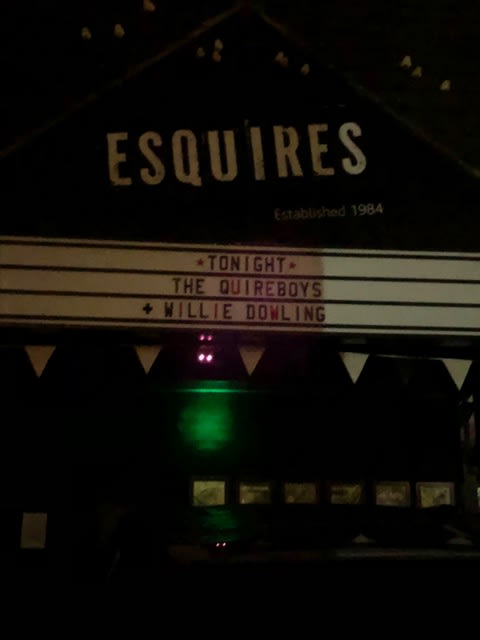 ESQUIRES
Established 1984
★TONIGHT★
THE QUIREBOYS
+ WILLIE DOWLING